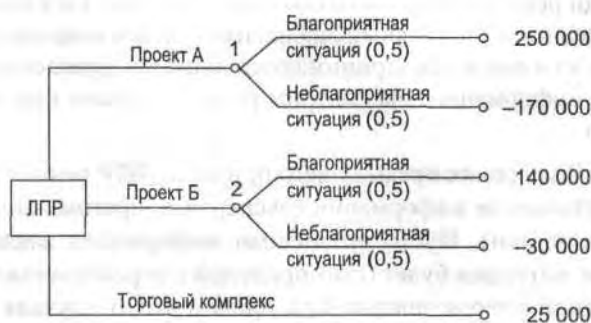 Проект А
1
Благоприятная
ситуация (0,5)
250 000
Неблагоприятная
ситуация (0,5)
–170 000
ЛПР
Проект Б
2
Благоприятная
ситуация (0,5)
140 000
Неблагоприятная
ситуация (0,5)
–30 000
Торговый комплекс
25 000